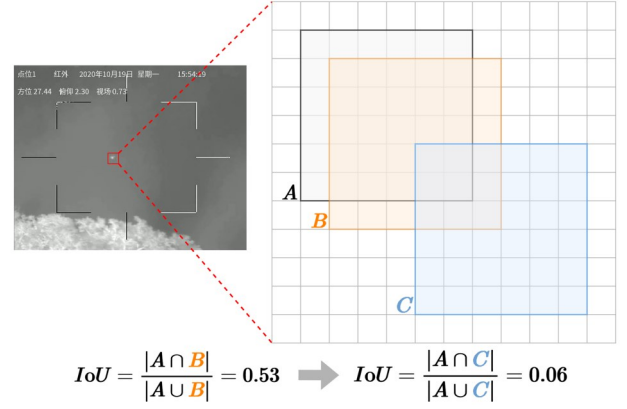 点位1 红外 2020年10月19日 星期一 15:54:19
方位 27.44 俯仰 2.30 视场 0.73
A
B
C
IoU = |A ∩ B| / |A ∪ B| = 0.53
IoU = |A ∩ C| / |A ∪ C| = 0.06